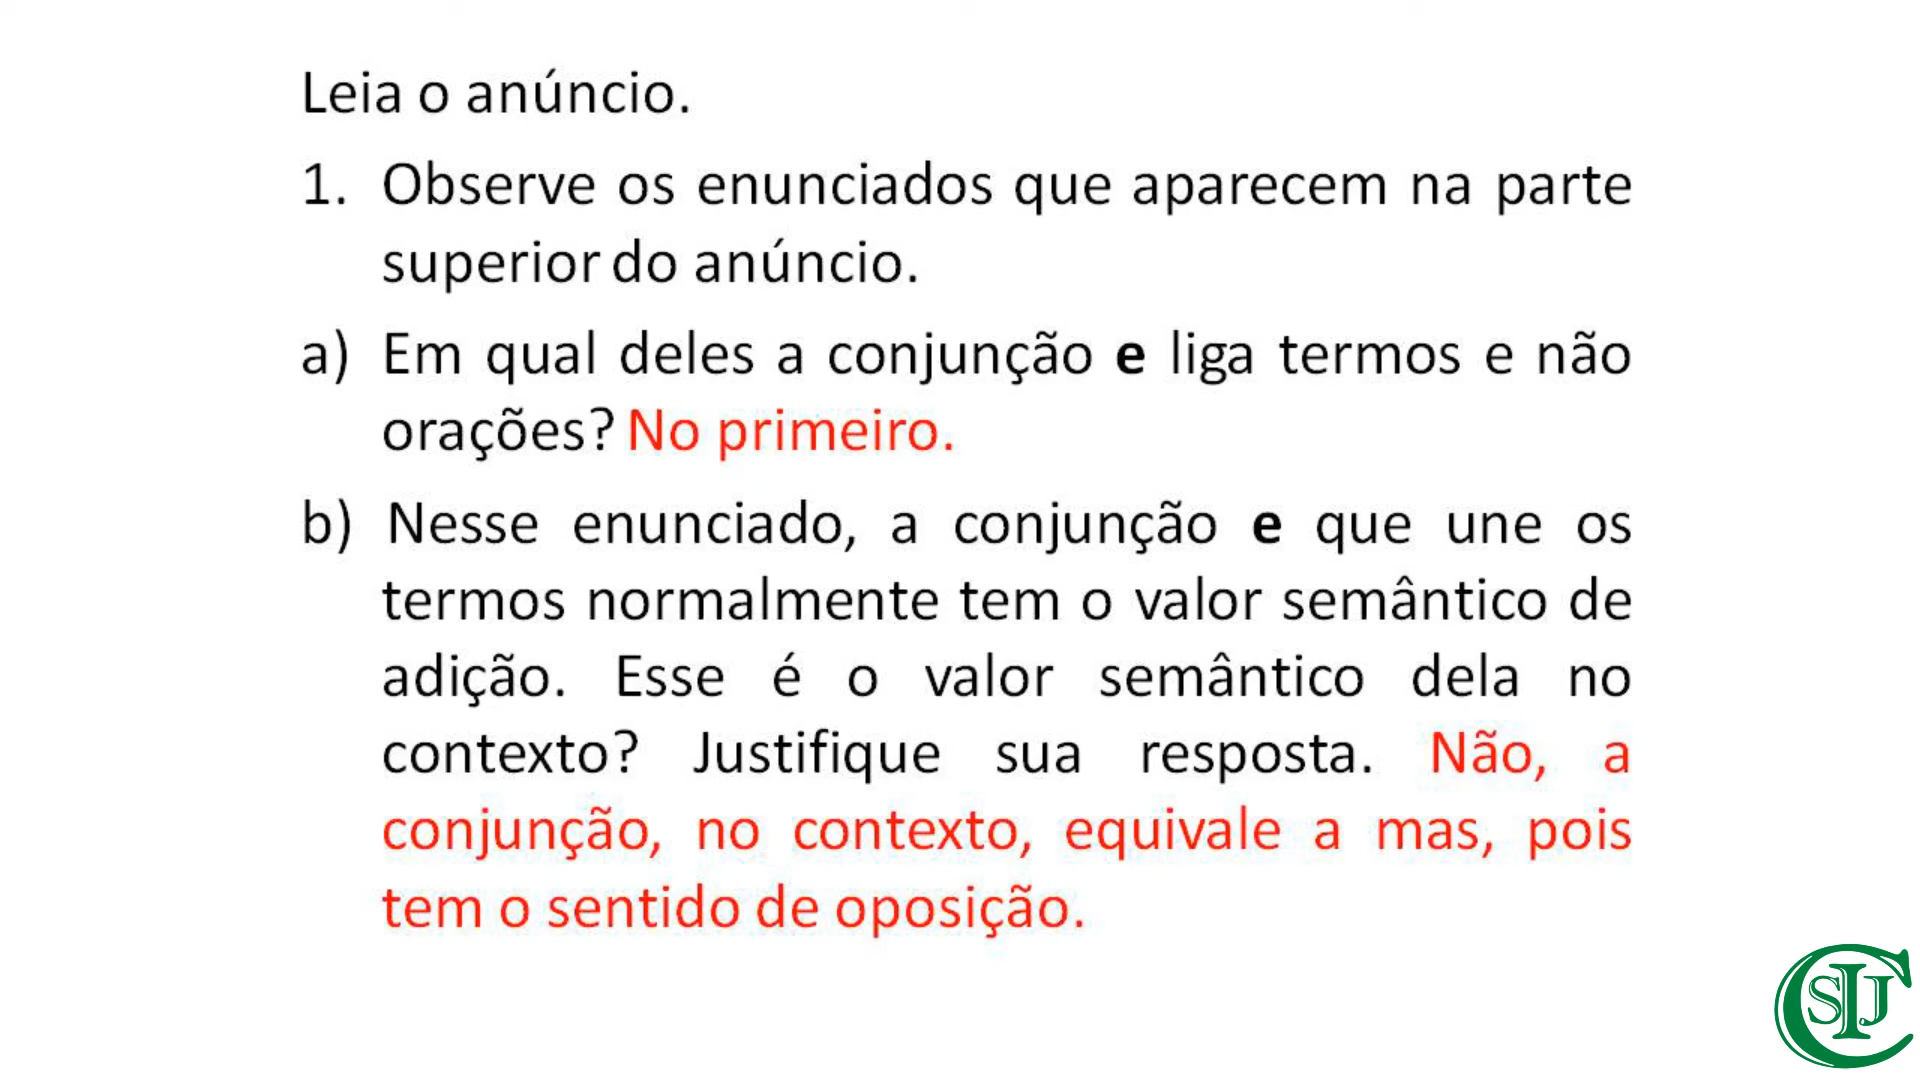 Leia o anúncio.
1. Observe os enunciados que aparecem na parte
superior do anúncio.
a) Em qual deles a conjunção e liga termos e não
orações? No primeiro.
b) Nesse enunciado, a conjunção e que une os
termos normalmente tem o valor semântico de
adição. Esse é o valor semântico dela no
contexto? Justifique sua resposta. Não, a
conjunção, no contexto, equivale a mas, pois
tem o sentido de oposição.
CSIJ